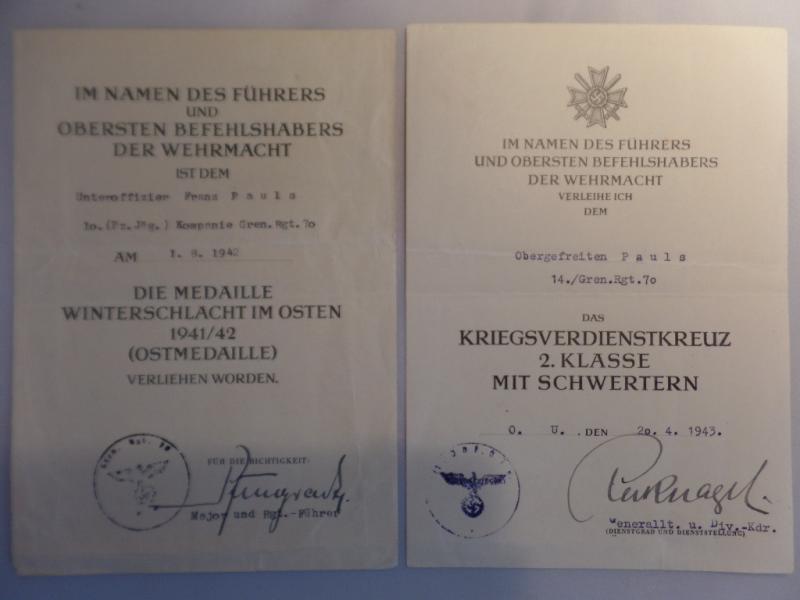 IM NAMEN DES FÜHRERS
UND
OBERSTEN BEFEHLSHABERS
DER WEHRMACHT
IST DEM
Unteroffizier Franz P a u l s
1o.(Pz.Jäg.) Kompanie Gren.Rgt.7o
AM 1. 8. 1942
DIE MEDAILLE
WINTERSCHLACHT IM OSTEN
1941/42
(OSTMEDAILLE)
VERLIEHEN WORDEN.
FÜR DIE RICHTIGKEIT:
Major und Rgt.-Führer
IM NAMEN DES FÜHRERS
UND OBERSTEN BEFEHLSHABERS
DER WEHRMACHT
VERLEIHE ICH
DEM
Obergefreiten P a u l s
14./Gren.Rgt.7o
DAS
KRIEGSVERDIENSTKREUZ
2. KLASSE
MIT SCHWERTERN
O. U. , DEN 2o. 4. 1943.
Generallt. u. Div.-Kdr.
(DIENSTGRAD UND DIENSTSTELLUNG)